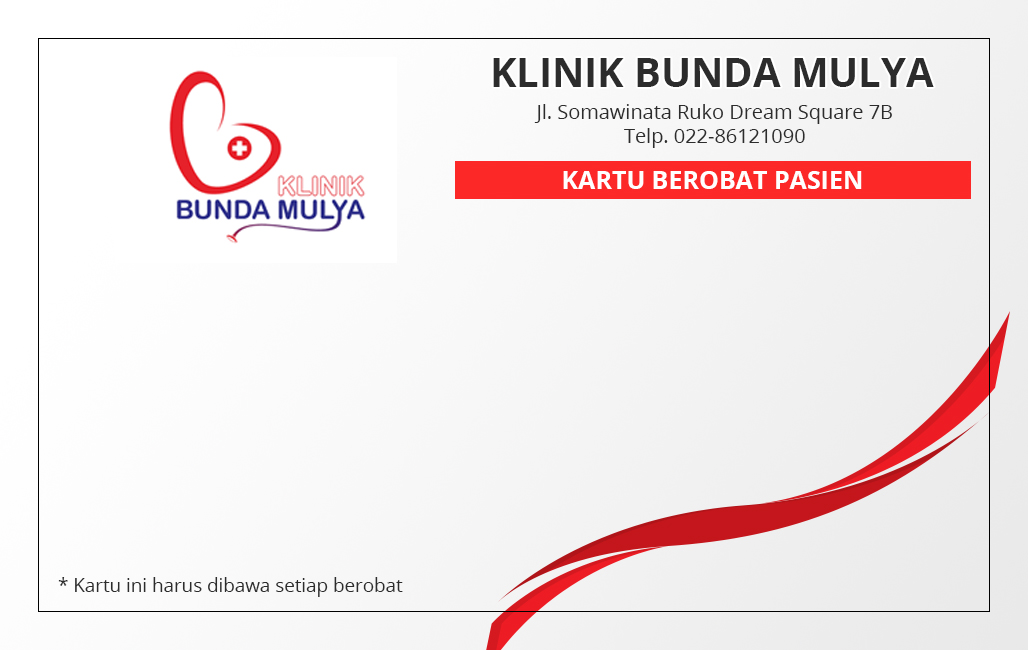 KLINIK
BUNDA MULYA
KLINIK BUNDA MULYA
Jl. Somawinata Ruko Dream Square 7B
Telp. 022-86121090
KARTU BEROBAT PASIEN
* Kartu ini harus dibawa setiap berobat